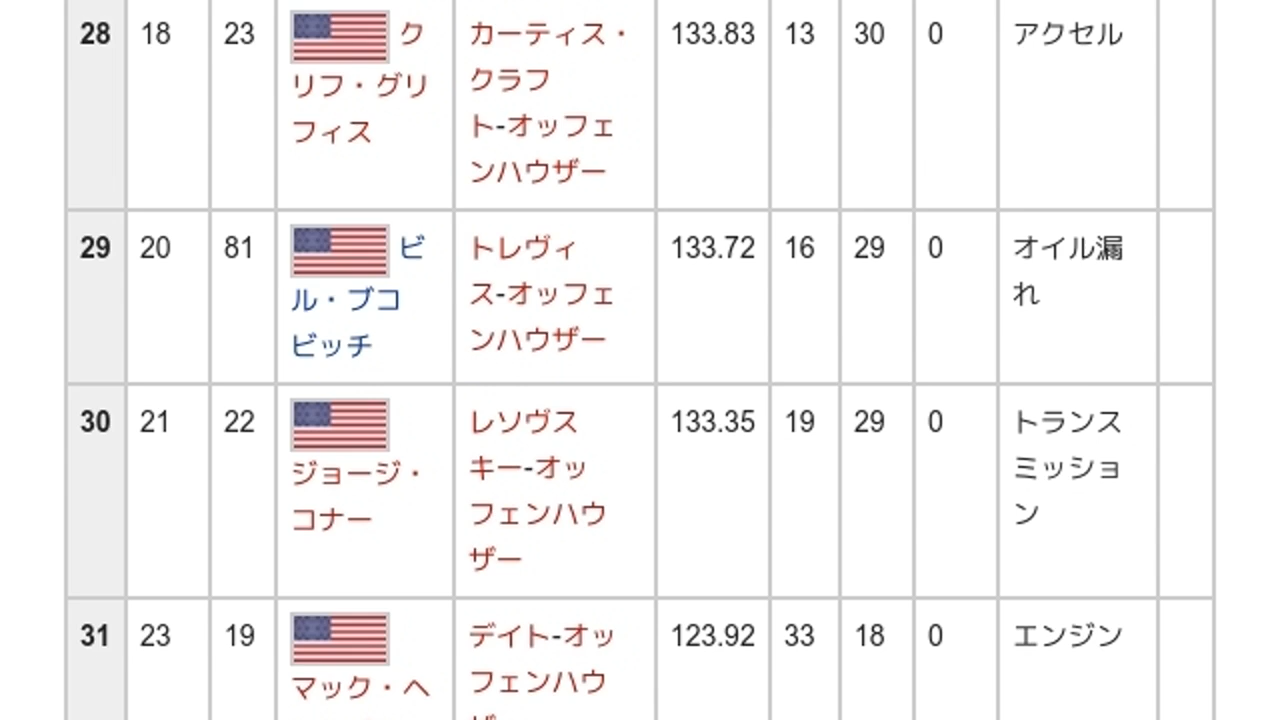 28 18 23 ク カーティス・ 133.83 13 30 0 アクセル
リフ・グリ クラフ
フィス ト-オッフェ
ンハウザー
29 20 81 ビ トレヴィ 133.72 16 29 0 オイル漏
ル・ブコ ス-オッフェ れ
ビッチ ンハウザー
30 21 22 レソヴス 133.35 19 29 0 トランス
ジョージ・ キー-オッ ミッショ
コナー フェンハウ ン
ザー
31 23 19 デイト-オッ 123.92 33 18 0 エンジン
マック・ヘ フェンハウ